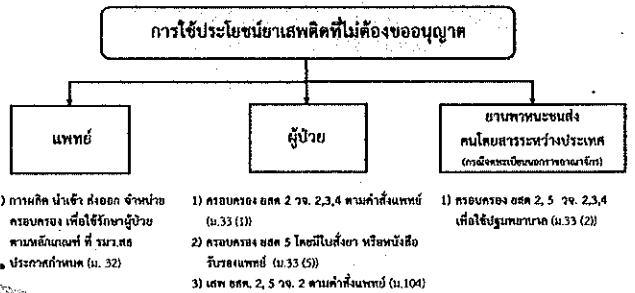 การใช้ประโยชน์ยาเสพติดที่ไม่ต้องขออนุญาต
แพทย์
ผู้ป่วย
ยานพาหนะขนส่ง
คนโดยสารระหว่างประเทศ
(กรณีจดทะเบียนนอกราชอาณาจักร)
) การผลิต นำเข้า ส่งออก จำหน่าย
ครอบครอง เพื่อใช้รักษาผู้ป่วย
ตามหลักเกณฑ์ ที่ รมว.สธ
ประกาศกำหนด (ม. 32)
1) ครอบครอง ยสต 2 วจ. 2,3,4 ตามคำสั่งแพทย์
(ม.33 (1))
2) ครอบครอง ยสต 5 โดยมีใบสั่งยา หรือหนังสือ
รับรองแพทย์ (ม.33 (5))
3) เสพ ยสต. 2, 5 วจ. 2 ตามคำสั่งแพทย์ (ม.104)
1) ครอบครอง ยสต 2, 5 วจ. 2,3,4
เพื่อใช้ปฐมพยาบาล (ม.33 (2))